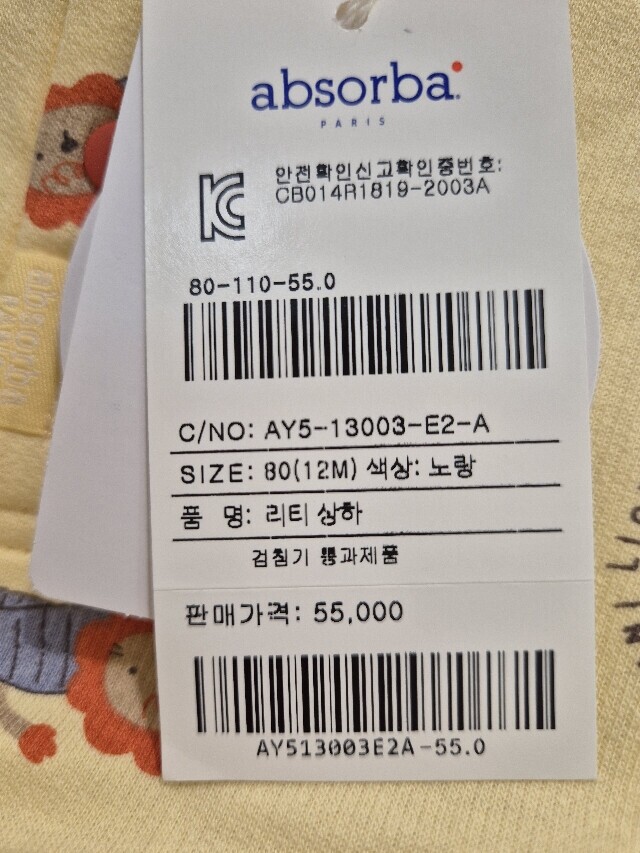 absorba
PARIS
안전확인신고확인증번호:
CB014R1819-2003A
80-110-55.0
C/NO: AY5-13003-E2-A
SIZE: 80(12M) 색상: 노랑
품 명: 리티 상하
검침기 통과제품
판매가격: 55,000
AY513003E2A-55.0
absorba